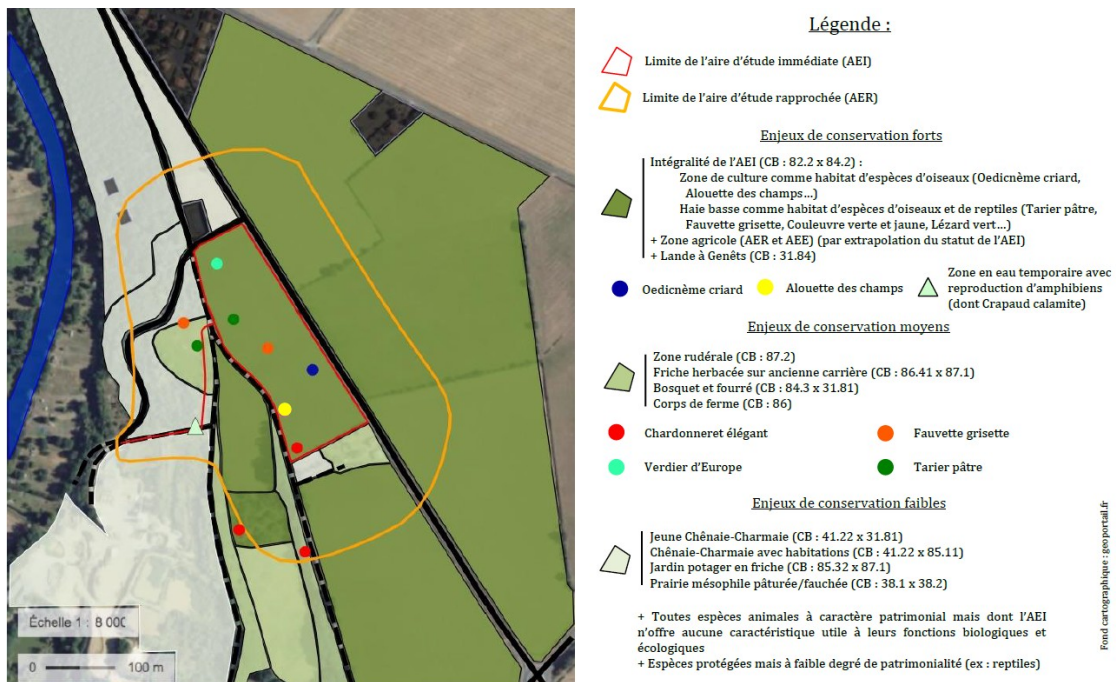 Échelle 1 : 8 000
0 100 m
Légende :
Limite de l'aire d'étude immédiate (AEI)
Limite de l'aire d'étude rapprochée (AER)
Enjeux de conservation forts
Intégralité de l'AEI (CB : 82.2 x 84.2) :
Zone de culture comme habitat d'espèces d'oiseaux (Oedicnème criard,
Alouette des champs...)
Haie basse comme habitat d'espèces d'oiseaux et de reptiles (Tarier pâtre,
Fauvette grisette, Couleuvre verte et jaune, Lézard vert...)
+ Zone agricole (AER et AEE) (par extrapolation du statut de l'AEI)
+ Lande à Genêts (CB : 31.84)
Oedicnème criard
Alouette des champs
Zone en eau temporaire avec
reproduction d'amphibiens
(dont Crapaud calamite)
Enjeux de conservation moyens
Zone rudérale (CB : 87.2)
Friche herbacée sur ancienne carrière (CB : 86.41 x 87.1)
Bosquet et fourré (CB : 84.3 x 31.81)
Corps de ferme (CB : 86)
Chardonneret élégant
Fauvette grisette
Verdier d'Europe
Tarier pâtre
Enjeux de conservation faibles
Jeune Chênaie-Charmaie (CB : 41.22 x 31.81)
Chênaie-Charmaie avec habitations (CB : 41.22 x 85.11)
Jardin potager en friche (CB : 85.32 x 87.1)
Prairie mésophile pâturée/fauchée (CB : 38.1 x 38.2)
+ Toutes espèces animales à caractère patrimonial mais dont l'AEI
n'offre aucune caractéristique utile à leurs fonctions biologiques et
écologiques
+ Espèces protégées mais à faible degré de patrimonialité (ex : reptiles)
Fond cartographique : geoportail.fr